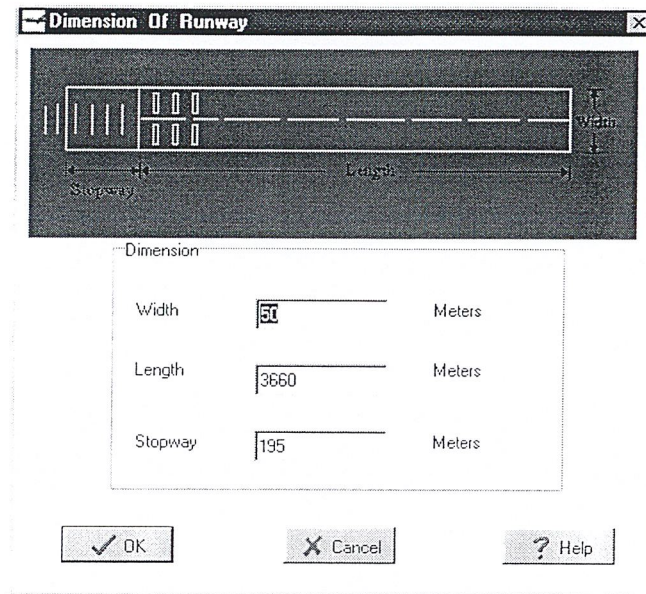 Dimension Of Runway
Width
Length
Stopway
Dimension
Width 50 Meters
Length 3660 Meters
Stopway 195 Meters
OK Cancel Help